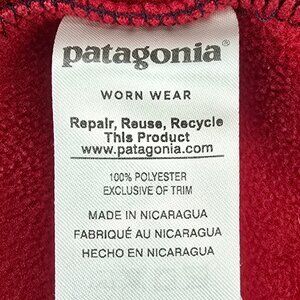 patagonia®
WORN WEAR
Repair, Reuse, Recycle
This Product
www.patagonia.com
100% POLYESTER
EXCLUSIVE OF TRIM
MADE IN NICARAGUA
FABRIQUÉ AU NICARAGUA
HECHO EN NICARAGUA